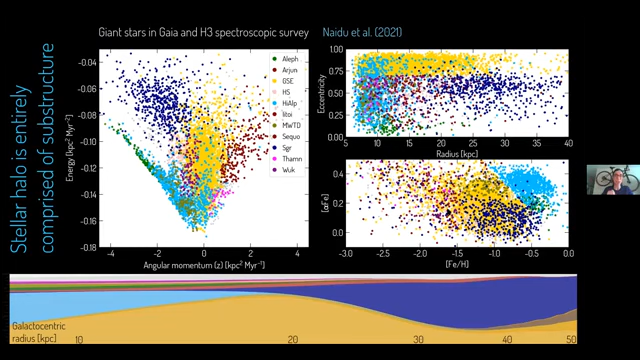 Giant stars in Gaia and H3 spectroscopic survey
Naidu et al. (2021)
Stellar halo is entirely
comprised of substructure
Energy [kpc² Myr⁻²]
-0.04
-0.06
-0.08
-0.10
-0.12
-0.14
-0.16
-0.18
-4
-2
0
2
4
Angular momentum (z) [kpc² Myr⁻¹]
Aleph
Arjun
GSE
HS
HiAlp
Iitoi
MWTD
Sequo
Sgr
Thamn
Wuk
Eccentricity
1.00
0.75
0.50
0.25
0.00
5
10
15
20
25
30
35
40
Radius [kpc]
[αFe]
0.4
0.2
0.0
-3.0
-2.5
-2.0
-1.5
-1.0
-0.5
0.0
[Fe/H]
Galactocentric
radius [kpc]
10
20
30
40
50